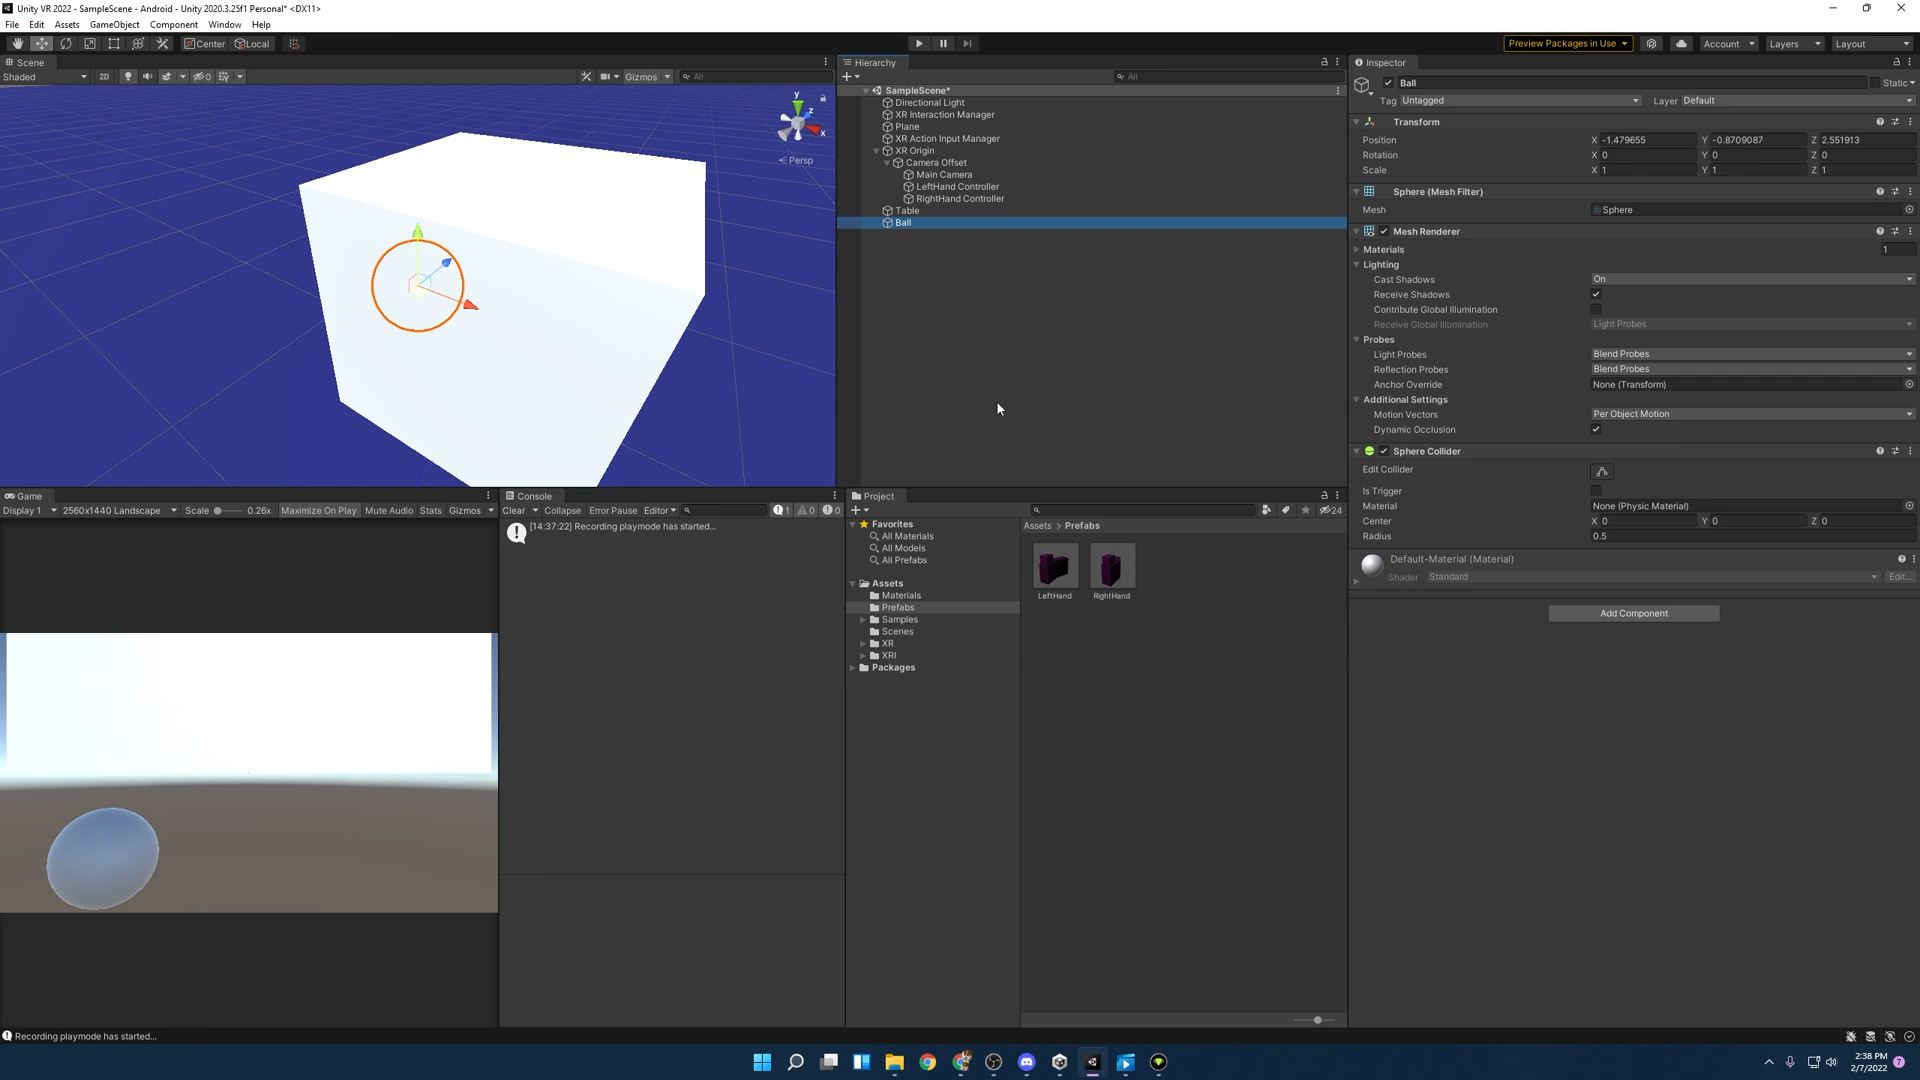 Unity VR 2022 - SampleScene - Android - Unity 2020.3.25f1 Personal* <DX11>
File Edit Assets GameObject Component Window Help
Center Local
Preview Packages in Use
Account Layers Layout
Scene
Shaded 2D 0 Gizmos All
y
z
x
Persp
Hierarchy
All
SampleScene*
Directional Light
XR Interaction Manager
Plane
XR Action Input Manager
XR Origin
Camera Offset
Main Camera
LeftHand Controller
RightHand Controller
Table
Ball
Inspector
Ball Static
Tag Untagged Layer Default
Transform
Position X -1.479655 Y -0.8709087 Z 2.551913
Rotation X 0 Y 0 Z 0
Scale X 1 Y 1 Z 1
Sphere (Mesh Filter)
Mesh Sphere
Mesh Renderer
Materials 1
Lighting
Cast Shadows On
Receive Shadows
Contribute Global Illumination
Receive Global Illumination Light Probes
Probes
Light Probes Blend Probes
Reflection Probes Blend Probes
Anchor Override None (Transform)
Additional Settings
Motion Vectors Per Object Motion
Dynamic Occlusion
Sphere Collider
Edit Collider
Is Trigger
Material None (Physic Material)
Center X 0 Y 0 Z 0
Radius 0.5
Default-Material (Material)
Shader Standard Edit...
Add Component
Game
Display 1 2560x1440 Landscape Scale 0.26x Maximize On Play Mute Audio Stats Gizmos
Console
Clear Collapse Error Pause Editor 1 0 0
[14:37:22] Recording playmode has started...
Project
24
Favorites
All Materials
All Models
All Prefabs
Assets
Materials
Prefabs
Samples
Scenes
XR
XRI
Packages
Assets > Prefabs
LeftHand RightHand
Recording playmode has started...
2:38 PM
2/7/2022
7